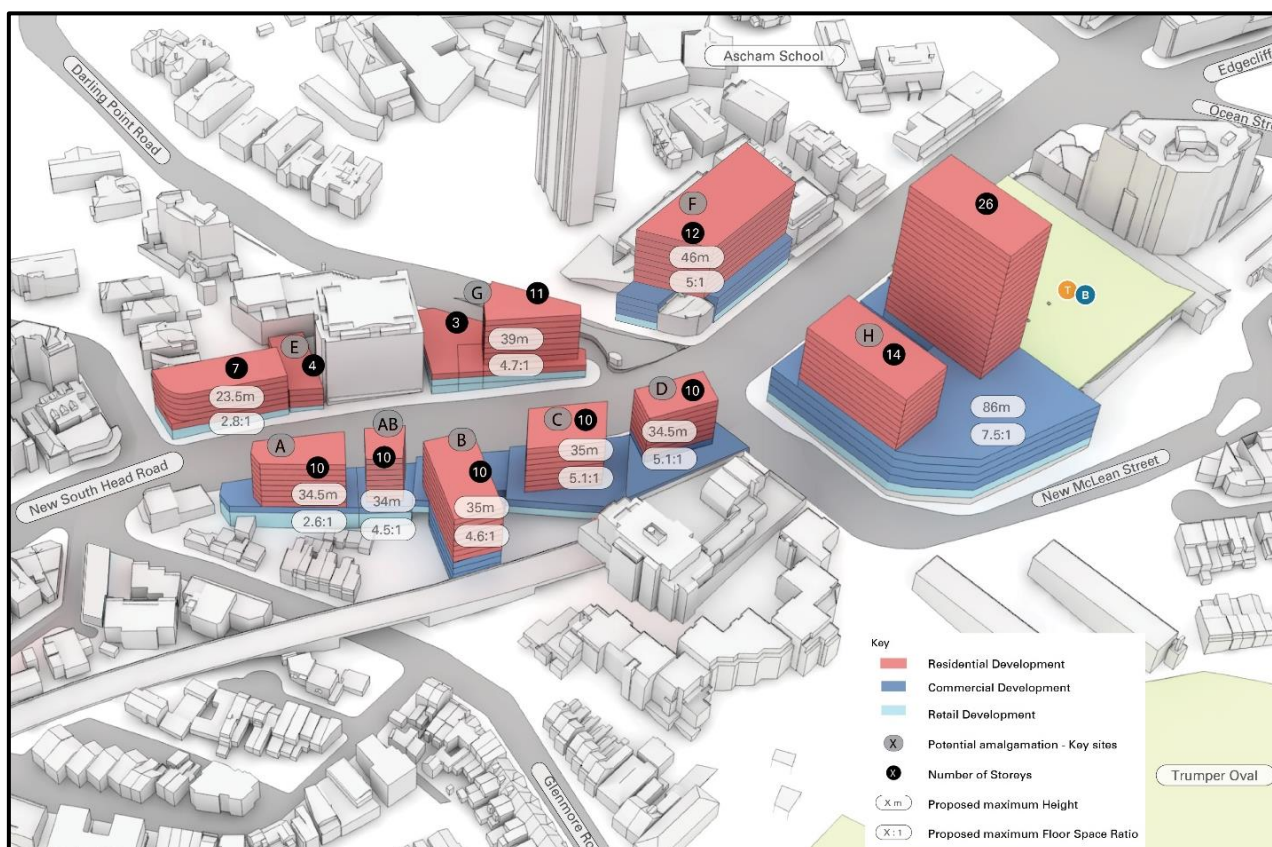 Ascham School
Edgecliff
Ocean Stre
Darling Point Road
F
12
46m
5:1
26
T
B
G
11
3
39m
4.7:1
E
7
4
23.5m
2.8:1
H
14
86m
7.5:1
D
10
34.5m
5.1:1
C
10
35m
5.1:1
AB
10
34m
4.5:1
B
10
35m
4.6:1
A
10
34.5m
2.6:1
New South Head Road
New McLean Street
Glenmore Ro
Trumper Oval
Key
Residential Development
Commercial Development
Retail Development
X
Potential amalgamation - Key sites
X
Number of Storeys
X m
Proposed maximum Height
X : 1
Proposed maximum Floor Space Ratio